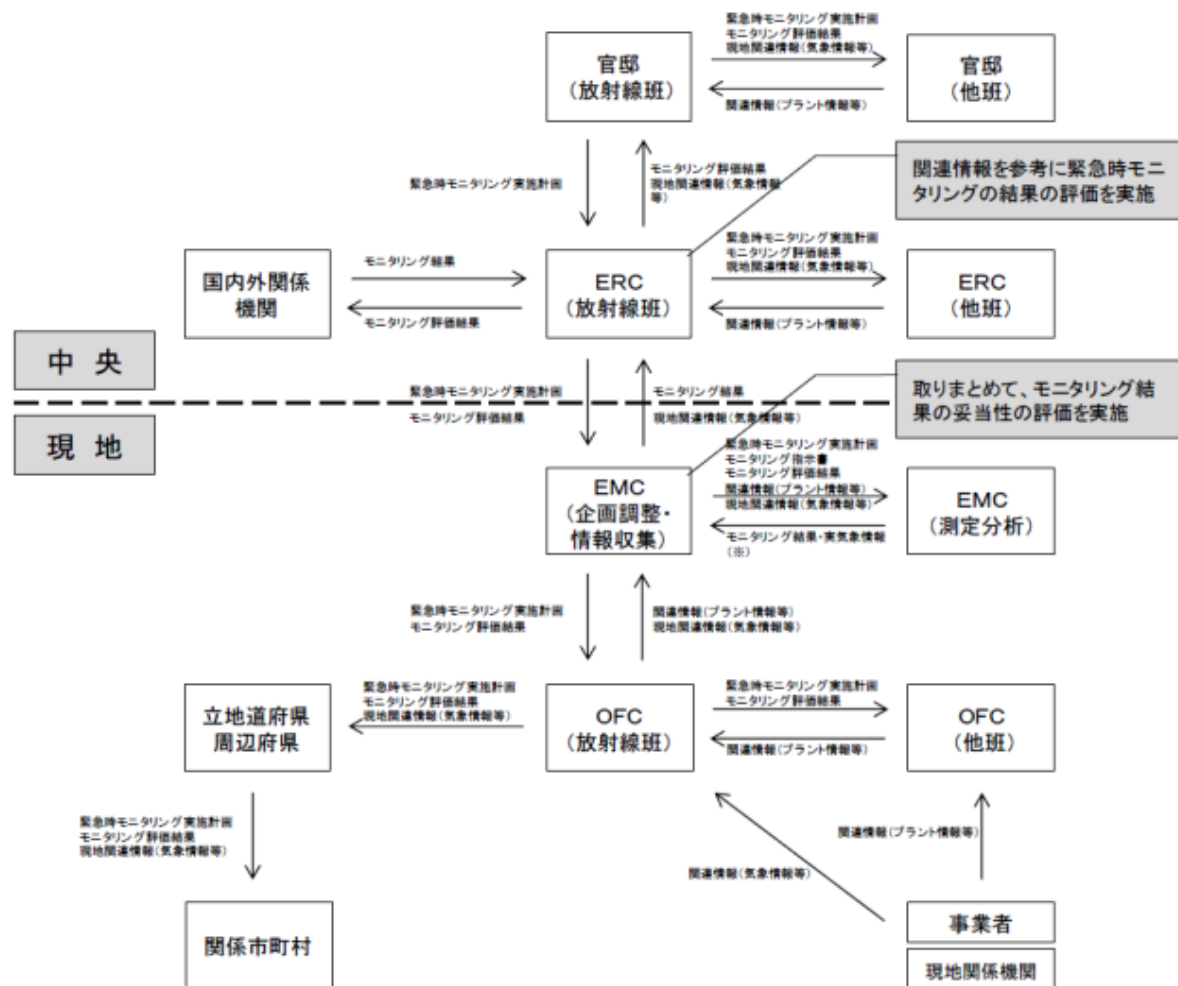 緊急時モニタリング実施計画
モニタリング評価結果
現地関連情報(気象情報等)
官邸
(放射線班)
官邸
(他班)
関連情報(プラント情報等)
緊急時モニタリング実施計画
モニタリング評価結果
現地関連情報(気象情報
等)
関連情報を参考に緊急時モニ
タリングの結果の評価を実施
緊急時モニタリング実施計画
モニタリング評価結果
現地関連情報(気象情報等)
国内外関係
機関
モニタリング結果
モニタリング評価結果
ERC
(放射線班)
ERC
(他班)
関連情報(プラント情報等)
中 央
現 地
緊急時モニタリング実施計画
モニタリング評価結果
モニタリング結果
現地関連情報(気象情報等)
取りまとめて、モニタリング結
果の妥当性の評価を実施
緊急時モニタリング実施計画
モニタリング指示書
モニタリング評価結果
関連情報(プラント情報等)
現地関連情報(気象情報等)
EMC
(企画調整・
情報収集)
EMC
(測定分析)
モニタリング結果・実気象情報
(※)
緊急時モニタリング実施計画
モニタリング評価結果
関連情報(プラント情報等)
現地関連情報(気象情報等)
立地道府県
周辺府県
緊急時モニタリング実施計画
モニタリング評価結果
現地関連情報(気象情報等)
OFC
(放射線班)
緊急時モニタリング実施計画
モニタリング評価結果
関連情報(プラント情報等)
OFC
(他班)
緊急時モニタリング実施計画
モニタリング評価結果
現地関連情報(気象情報等)
関連情報(プラント情報等)
関連情報(気象情報等)
関係市町村
事業者
現地関係機関